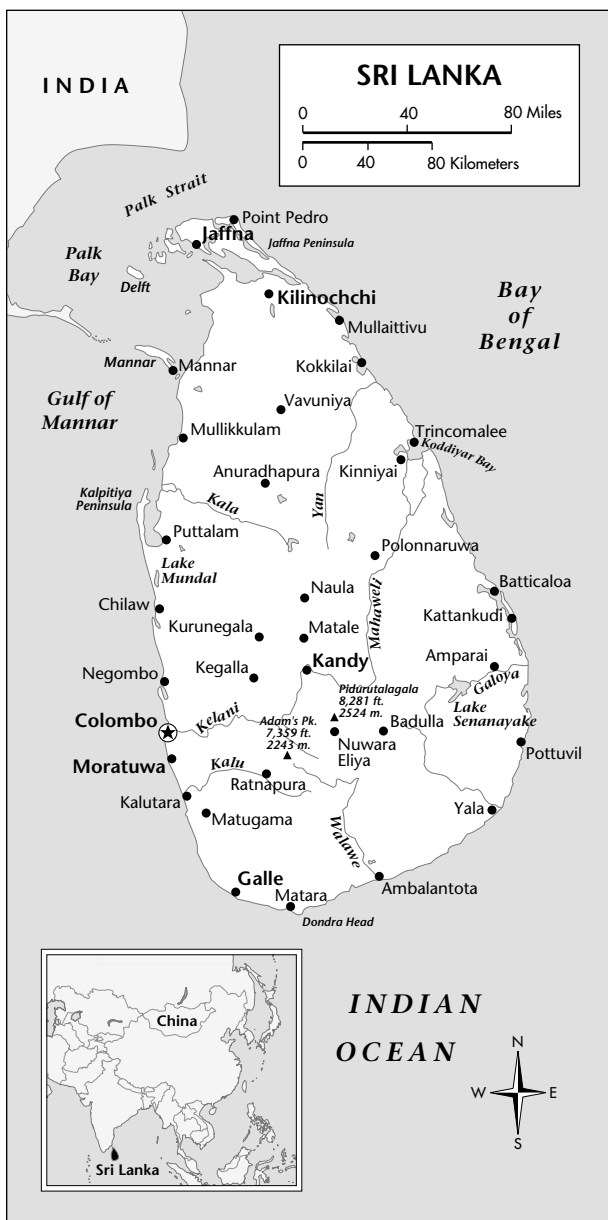 INDIA
SRI LANKA
0 40 80 Miles
0 40 80 Kilometers
Palk Strait
Point Pedro
Jaffna
Jaffna Peninsula
Palk
Bay
Delft
Kilinochchi
Bay
of
Bengal
Mullaittivu
Mannar
Mannar
Kokkilai
Gulf of
Mannar
Vavuniya
Mullikkulam
Trincomalee
Koddiyar Bay
Kinniyai
Anuradhapura
Kalpitiya
Peninsula
Kala
Yan
Puttalam
Polonnaruwa
Lake
Mundal
Mahaweli
Naula
Batticaloa
Chilaw
Kattankudi
Kurunegala
Matale
Kandy
Amparai
Negombo
Kegalla
Galoya
Pidurutalagala
8,281 ft.
2524 m.
Lake
Senanayake
Colombo
Kelani
Adam's Pk.
7,359 ft.
2243 m.
Badulla
Nuwara
Eliya
Pottuvil
Moratuwa
Kalu
Ratnapura
Kalutara
Matugama
Yala
Walawe
Galle
Matara
Ambalantota
Dondra Head
INDIAN
OCEAN
China
Sri Lanka
N
W E
S